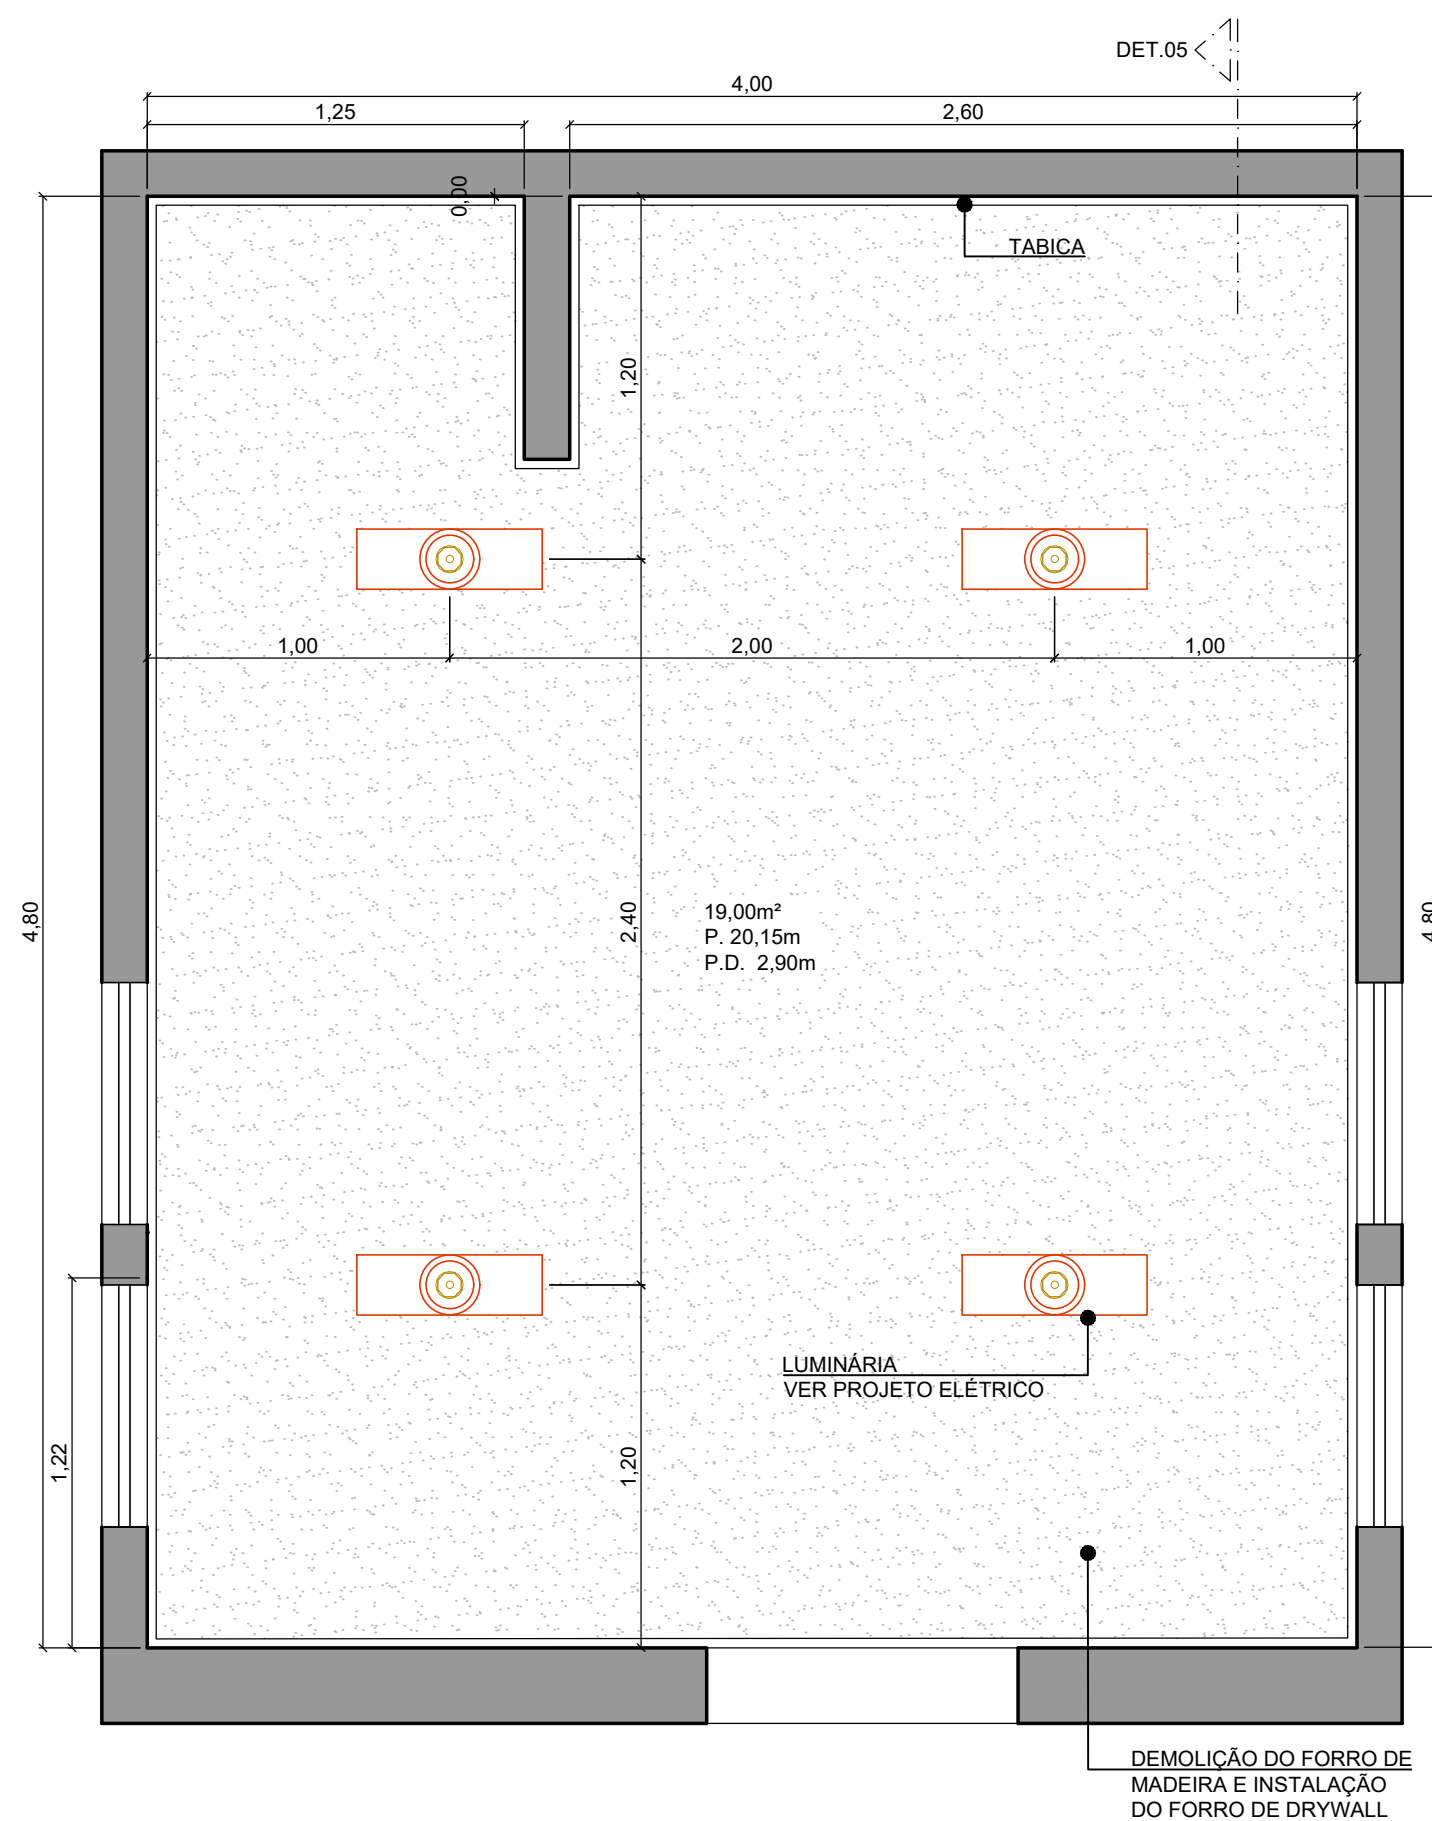 DET.05
4,00
1,25
2,60
0,00
TABICA
1,20
1,00
2,00
1,00
4,80
2,40
19,00m²
P. 20,15m
P.D. 2,90m
4,80
LUMINÁRIA
VER PROJETO ELÉTRICO
1,22
1,20
DEMOLIÇÃO DO FORRO DE
MADEIRA E INSTALAÇÃO
DO FORRO DE DRYWALL